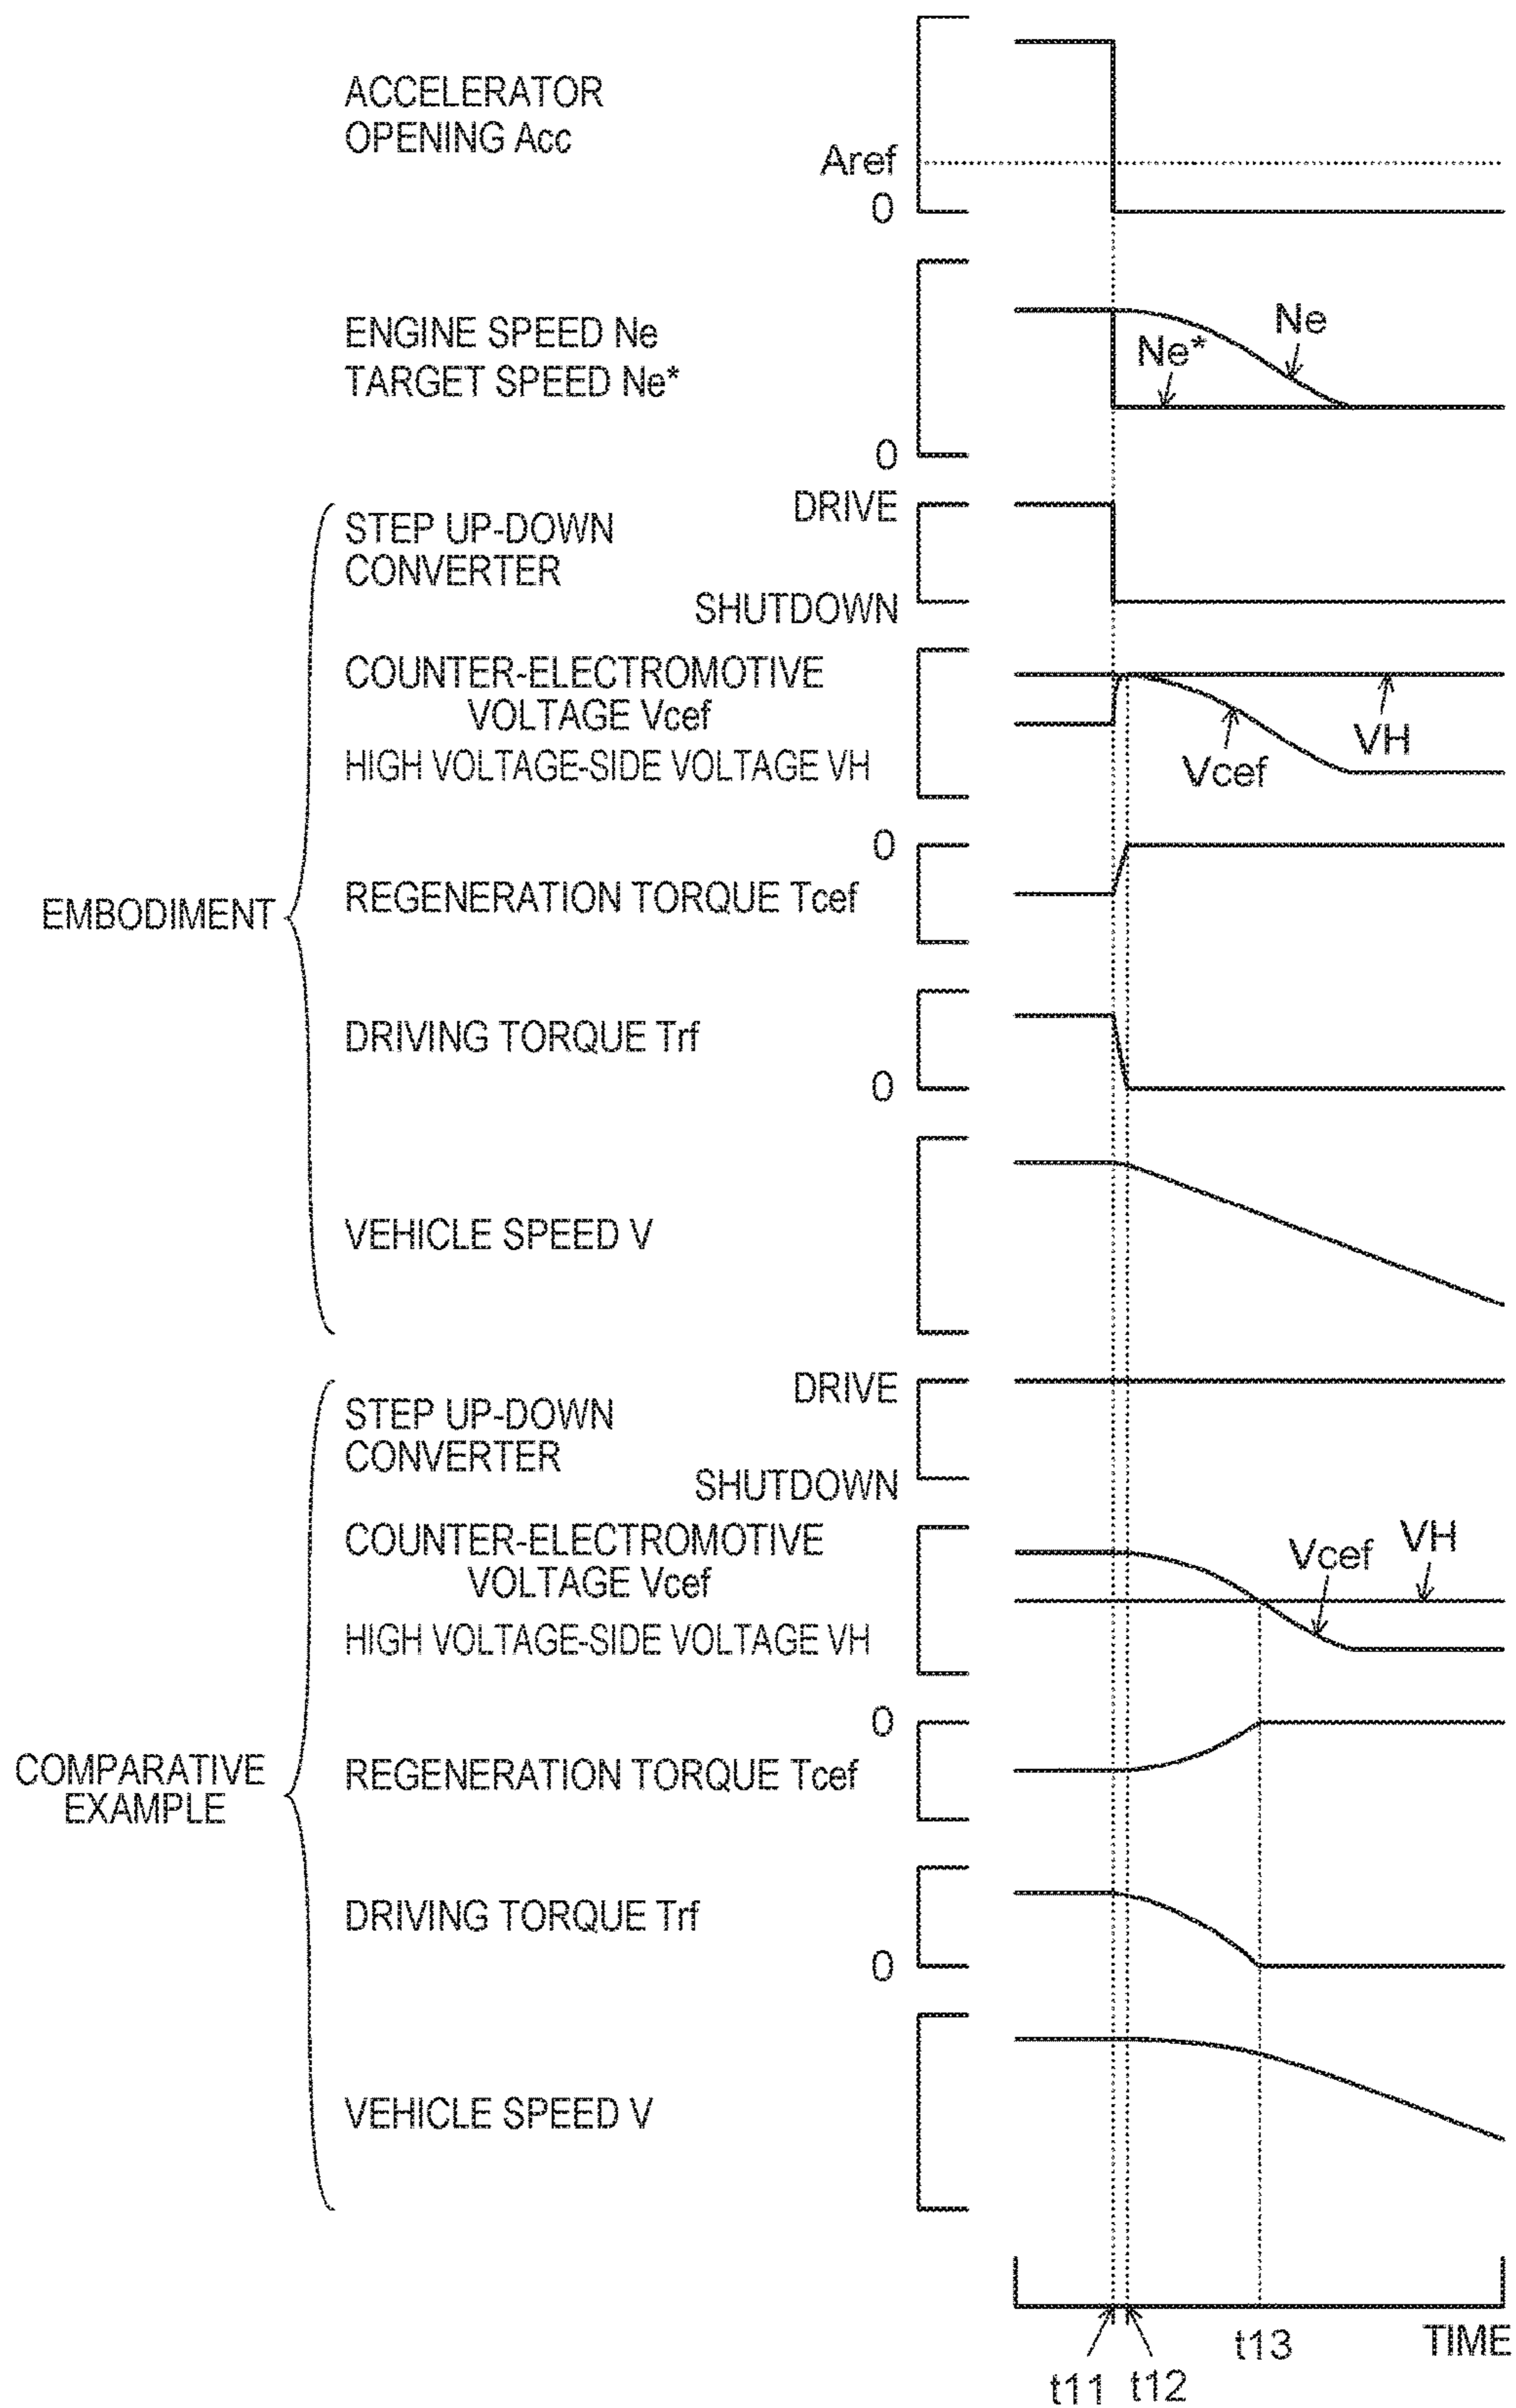 ACCELERATOR
OPENING Acc
Aref
0
ENGINE SPEED Ne
TARGET SPEED Ne*
Ne*
Ne
0
EMBODIMENT
STEP UP-DOWN
CONVERTER
DRIVE
SHUTDOWN
COUNTER-ELECTROMOTIVE
VOLTAGE Vcef
HIGH VOLTAGE-SIDE VOLTAGE VH
Vcef
VH
REGENERATION TORQUE Tcef
0
DRIVING TORQUE Trf
0
VEHICLE SPEED V
COMPARATIVE
EXAMPLE
STEP UP-DOWN
CONVERTER
DRIVE
SHUTDOWN
COUNTER-ELECTROMOTIVE
VOLTAGE Vcef
HIGH VOLTAGE-SIDE VOLTAGE VH
Vcef
VH
REGENERATION TORQUE Tcef
0
DRIVING TORQUE Trf
0
VEHICLE SPEED V
t11
t12
t13
TIME